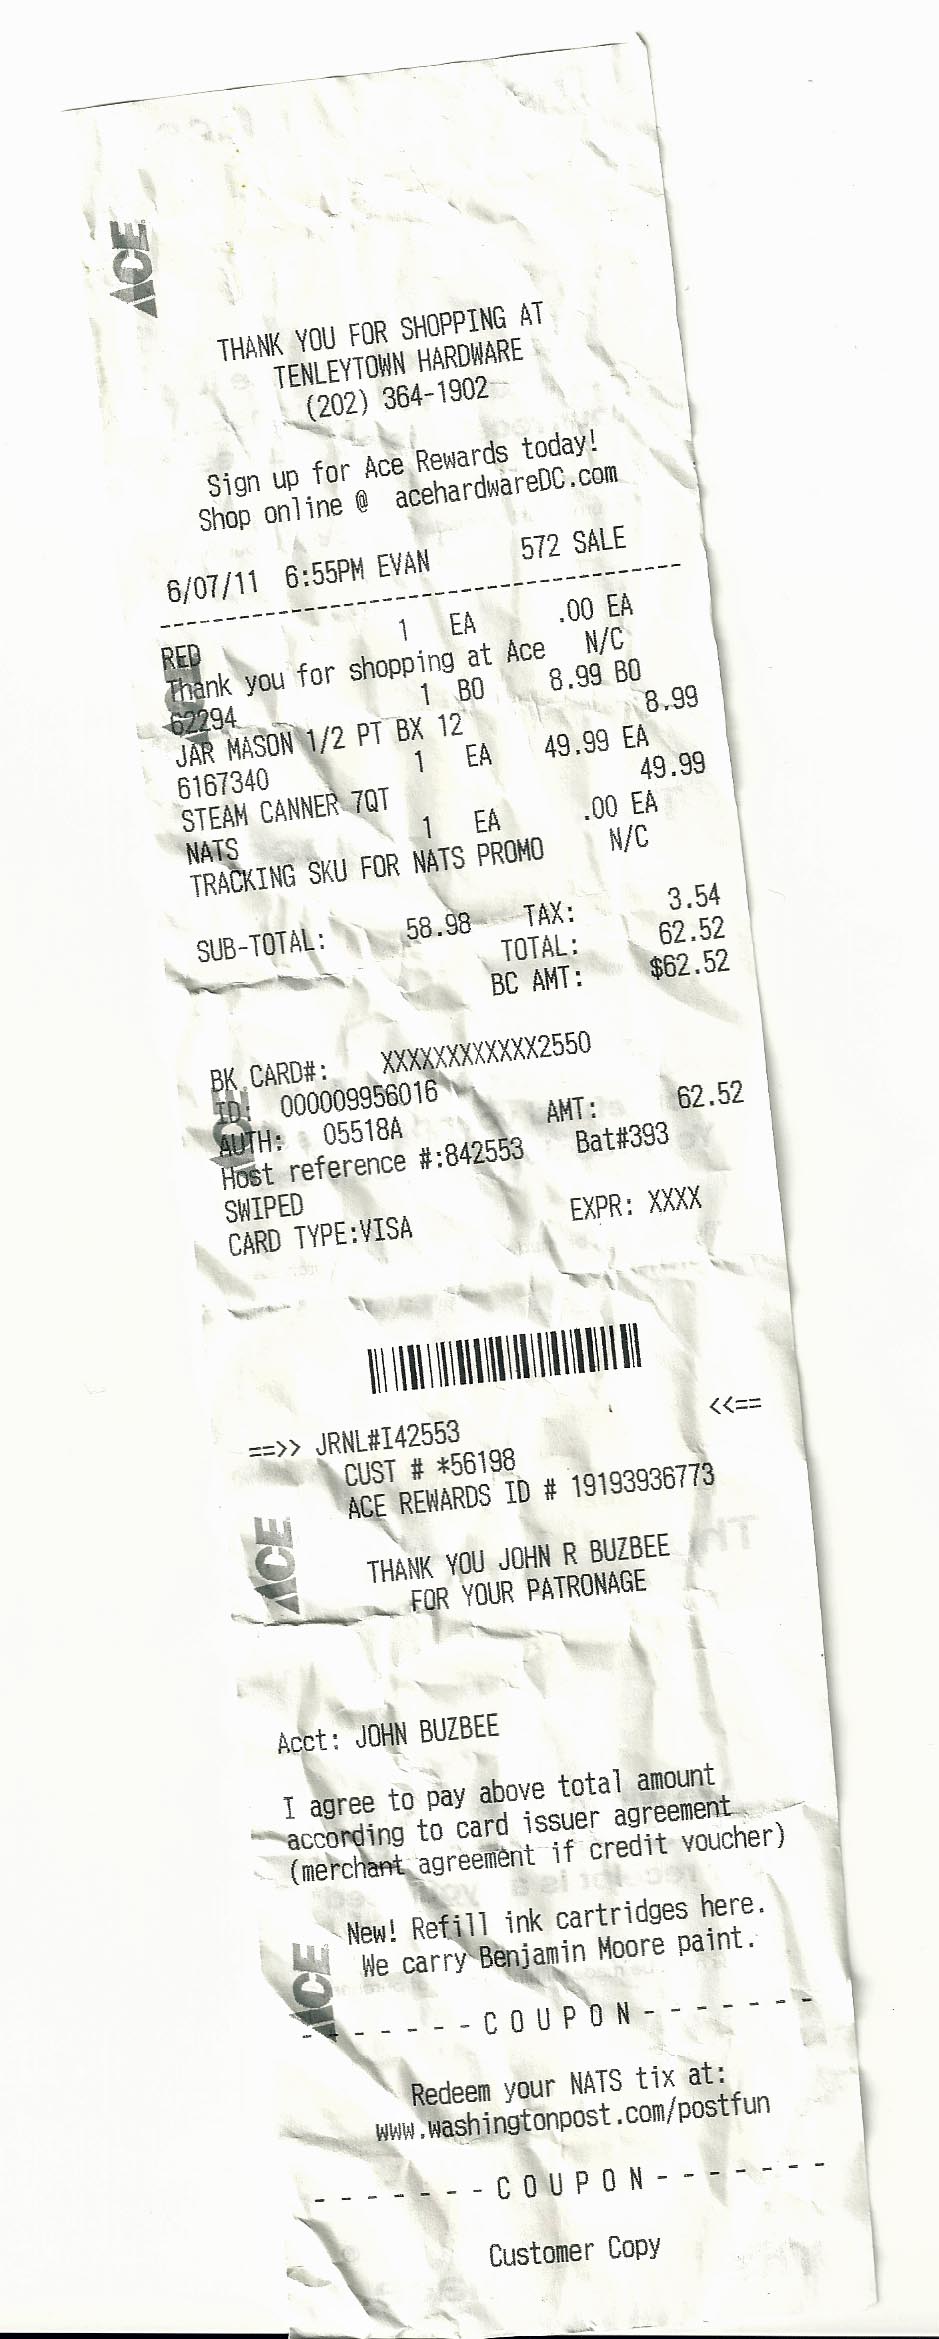 ACE
THANK YOU FOR SHOPPING AT
TENLEYTOWN HARDWARE
(202) 364-1902
Sign up for Ace Rewards today!
Shop online @ acehardwareDC.com
6/07/11 6:55PM EVAN 572 SALE
--------------------------------------
RED 1 EA .00 EA
Thank you for shopping at Ace N/C
62294 1 BO 8.99 BO
JAR MASON 1/2 PT BX 12 8.99
6167340 1 EA 49.99 EA
STEAM CANNER 7QT 49.99
NATS 1 EA .00 EA
TRACKING SKU FOR NATS PROMO N/C
SUB-TOTAL: 58.98 TAX: 3.54
TOTAL: 62.52
BC AMT: $62.52
BK CARD#: XXXXXXXXXXXX2550
ID: 000009956016
AUTH: 05518A AMT: 62.52
Host reference #:842553 Bat#393
SWIPED
CARD TYPE:VISA EXPR: XXXX
==>> JRNL#I42553 <<==
CUST # *56198
ACE REWARDS ID # 19193936773
ACE
THANK YOU JOHN R BUZBEE
FOR YOUR PATRONAGE
Acct: JOHN BUZBEE
I agree to pay above total amount
according to card issuer agreement
(merchant agreement if credit voucher)
New! Refill ink cartridges here.
We carry Benjamin Moore paint.
ACE
- - - - - - - C O U P O N - - - - - - -
Redeem your NATS tix at:
www.washingtonpost.com/postfun
- - - - - - - C O U P O N - - - - - - -
Customer Copy